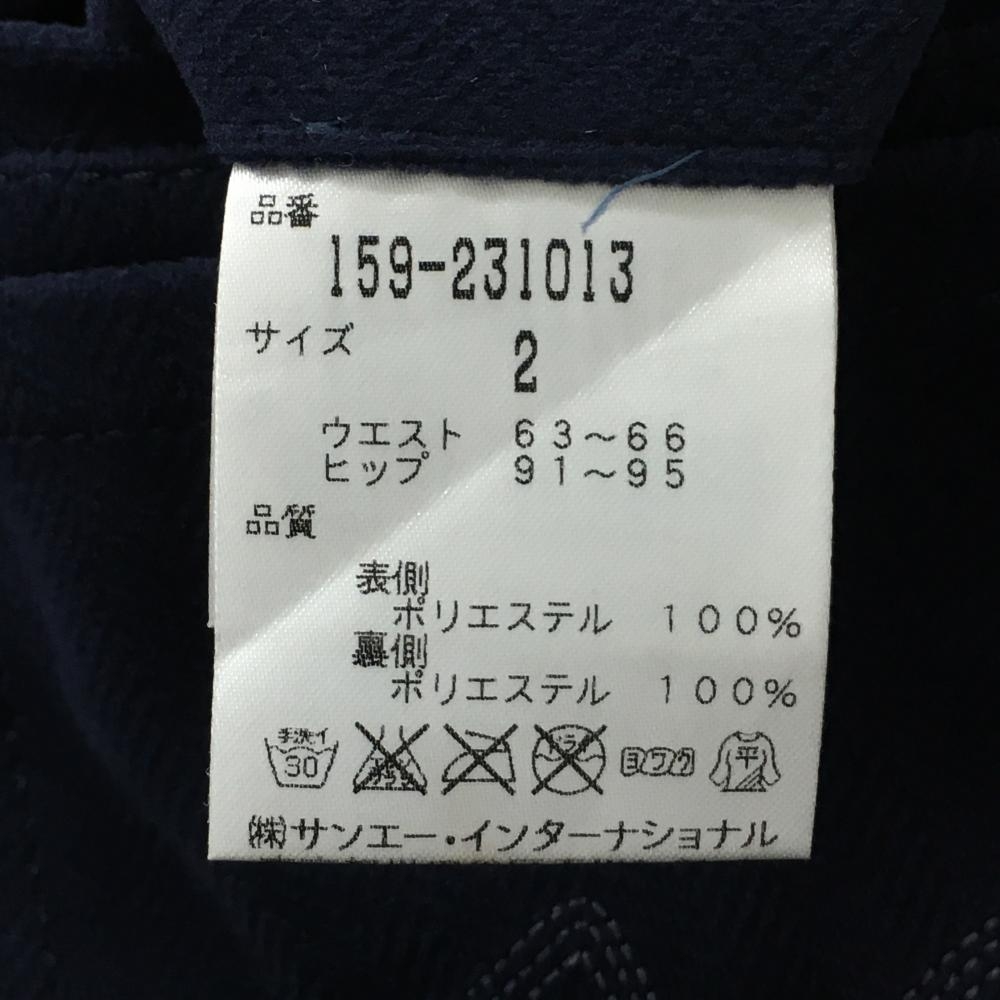 品番
159-231013
サイズ 2
ウエスト 63～66
ヒップ 91～95
品質
表側
ポリエステル 100%
裏側
ポリエステル 100%
手洗イ
30
ヨワク
平
㈱サンエー・インターナショナル